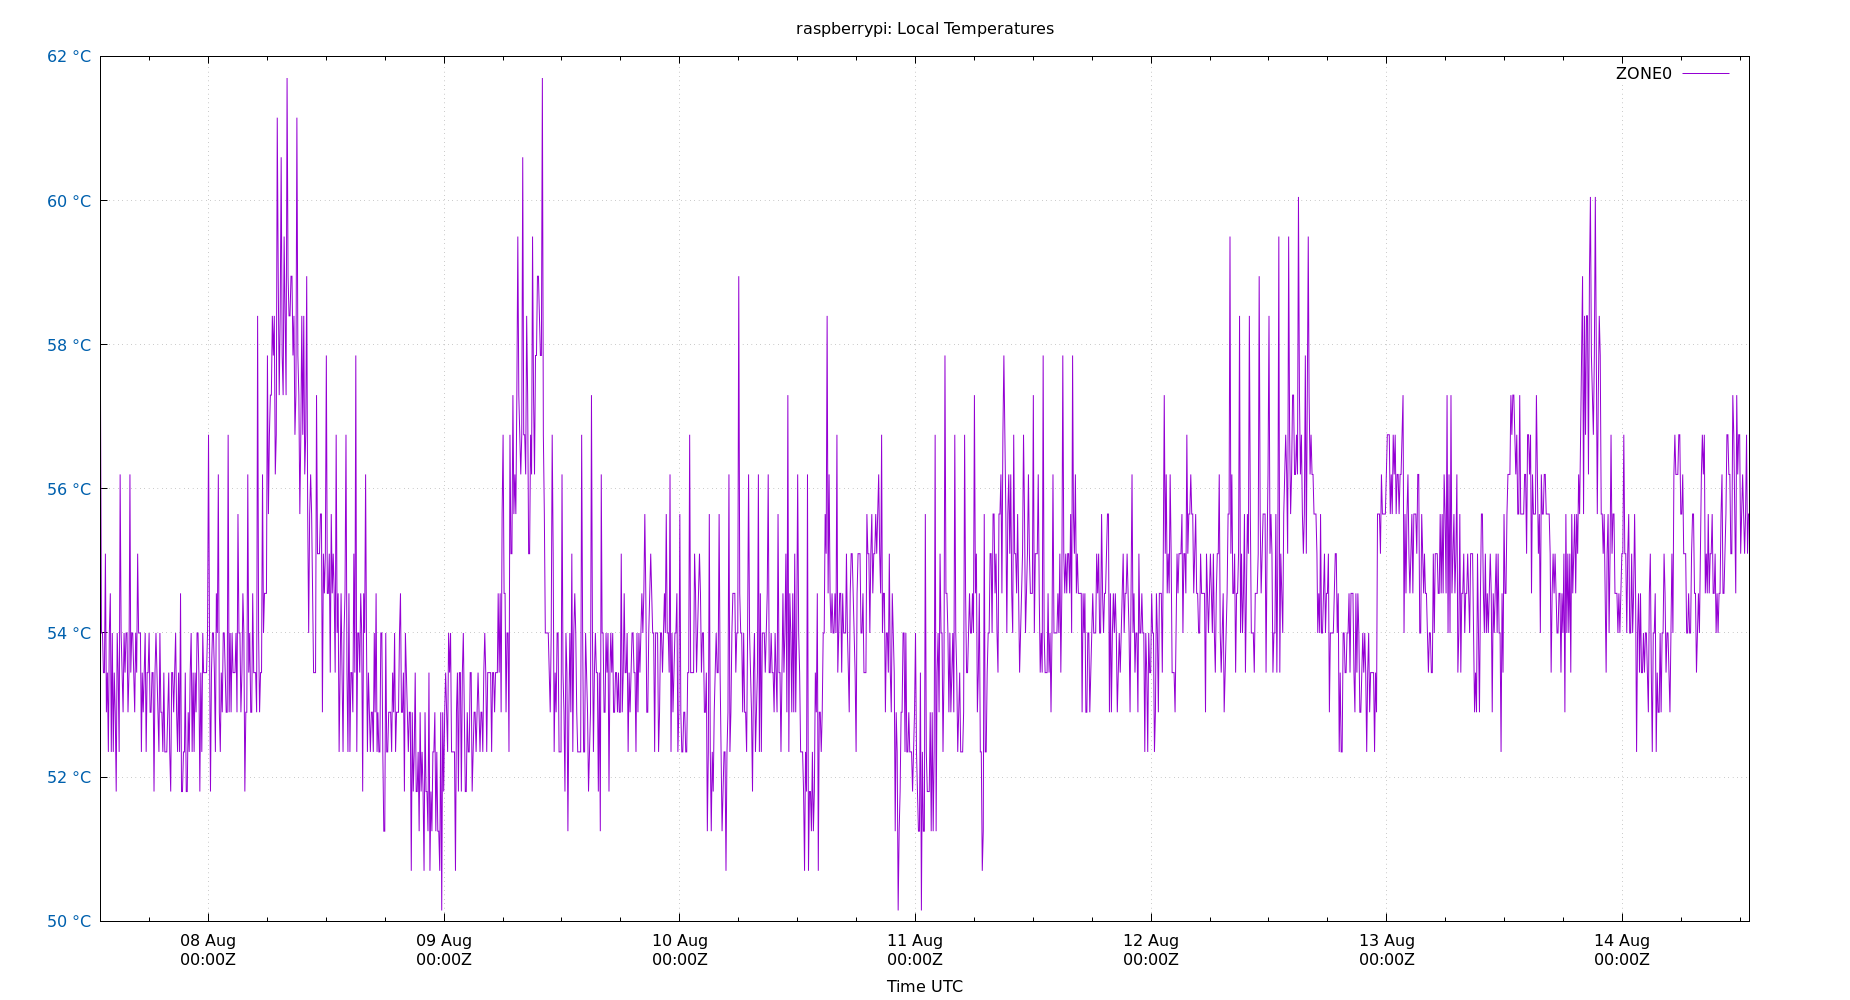 raspberrypi: Local Temperatures
62 °C
ZONE0
60 °C
58 °C
56 °C
54 °C
52 °C
50 °C
08 Aug 09 Aug 10 Aug 11 Aug 12 Aug 13 Aug 14 Aug
00:00Z 00:00Z 00:00Z 00:00Z 00:00Z 00:00Z 00:00Z
Time UTC